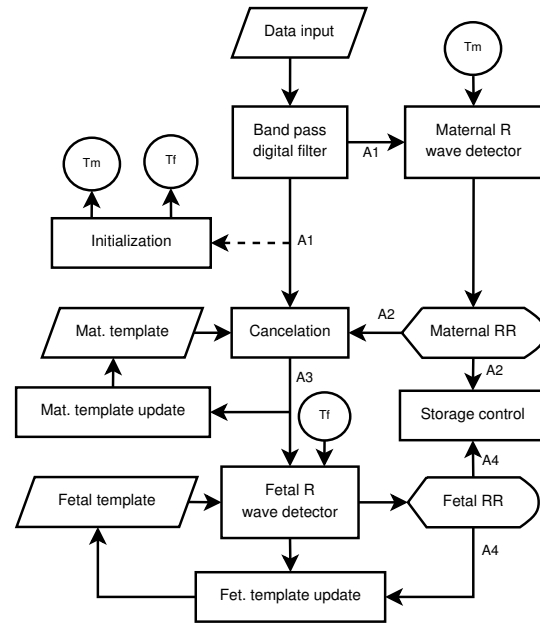 Data input
Tm
Band pass
digital filter
A1
Maternal R
wave detector
Tm
Tf
Initialization
A1
Mat. template
Cancelation
A2
Maternal RR
A3
A2
Mat. template update
Tf
Storage control
A4
Fetal template
Fetal R
wave detector
Fetal RR
A4
Fet. template update